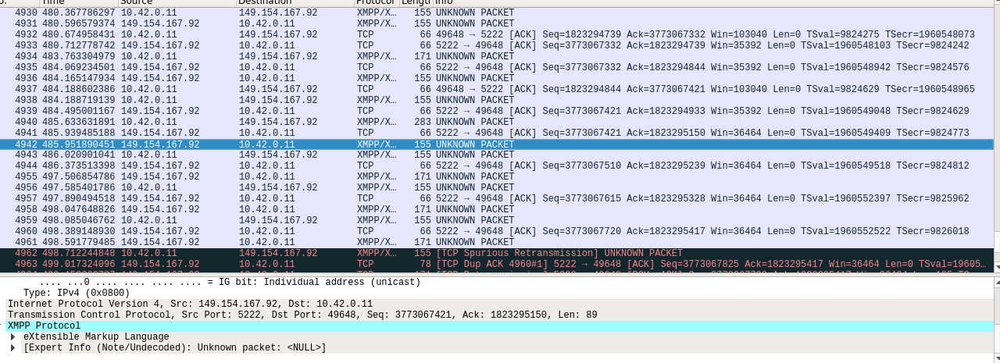 o. Time Source Destination Protocol Length Info
4930 480.367786297 10.42.0.11 149.154.167.92 XMPP/X… 155 UNKNOWN PACKET
4931 480.596579374 149.154.167.92 10.42.0.11 XMPP/X… 155 UNKNOWN PACKET
4932 480.674958431 10.42.0.11 149.154.167.92 TCP 66 49648 → 5222 [ACK] Seq=1823294739 Ack=3773067332 Win=103040 Len=0 TSval=9824275 TSecr=1960548073
4933 480.712778742 149.154.167.92 10.42.0.11 TCP 66 5222 → 49648 [ACK] Seq=3773067332 Ack=1823294739 Win=35392 Len=0 TSval=1960548103 TSecr=9824242
4934 483.763304979 10.42.0.11 149.154.167.92 XMPP/X… 171 UNKNOWN PACKET
4935 484.069234501 149.154.167.92 10.42.0.11 TCP 66 5222 → 49648 [ACK] Seq=3773067332 Ack=1823294844 Win=35392 Len=0 TSval=1960548942 TSecr=9824576
4936 484.165147934 149.154.167.92 10.42.0.11 XMPP/X… 155 UNKNOWN PACKET
4937 484.188602386 10.42.0.11 149.154.167.92 TCP 66 49648 → 5222 [ACK] Seq=1823294844 Ack=3773067421 Win=103040 Len=0 TSval=9824629 TSecr=1960548965
4938 484.188719139 10.42.0.11 149.154.167.92 XMPP/X… 155 UNKNOWN PACKET
4939 484.495001167 149.154.167.92 10.42.0.11 TCP 66 5222 → 49648 [ACK] Seq=3773067421 Ack=1823294933 Win=35392 Len=0 TSval=1960549048 TSecr=9824629
4940 485.633631891 10.42.0.11 149.154.167.92 XMPP/X… 283 UNKNOWN PACKET
4941 485.939485188 149.154.167.92 10.42.0.11 TCP 66 5222 → 49648 [ACK] Seq=3773067421 Ack=1823295150 Win=36464 Len=0 TSval=1960549409 TSecr=9824773
4942 485.951890451 149.154.167.92 10.42.0.11 XMPP/X… 155 UNKNOWN PACKET
4943 486.020901041 10.42.0.11 149.154.167.92 XMPP/X… 155 UNKNOWN PACKET
4944 486.373513398 149.154.167.92 10.42.0.11 TCP 66 5222 → 49648 [ACK] Seq=3773067510 Ack=1823295239 Win=36464 Len=0 TSval=1960549518 TSecr=9824812
4955 497.506854786 149.154.167.92 10.42.0.11 XMPP/X… 171 UNKNOWN PACKET
4956 497.585401786 10.42.0.11 149.154.167.92 XMPP/X… 155 UNKNOWN PACKET
4957 497.890494518 149.154.167.92 10.42.0.11 TCP 66 5222 → 49648 [ACK] Seq=3773067615 Ack=1823295328 Win=36464 Len=0 TSval=1960552397 TSecr=9825962
4958 498.047648826 149.154.167.92 10.42.0.11 XMPP/X… 171 UNKNOWN PACKET
4959 498.085046762 10.42.0.11 149.154.167.92 XMPP/X… 155 UNKNOWN PACKET
4960 498.389148930 149.154.167.92 10.42.0.11 TCP 66 5222 → 49648 [ACK] Seq=3773067720 Ack=1823295417 Win=36464 Len=0 TSval=1960552522 TSecr=9826018
4961 498.591779485 149.154.167.92 10.42.0.11 XMPP/X… 171 UNKNOWN PACKET
4962 498.712244848 10.42.0.11 149.154.167.92 XMPP/X… 155 [TCP Spurious Retransmission] UNKNOWN PACKET
4963 499.017324096 149.154.167.92 10.42.0.11 TCP 78 [TCP Dup ACK 4960#1] 5222 → 49648 [ACK] Seq=3773067825 Ack=1823295417 Win=36464 Len=0 TSval=19605…
.... ...0 .... .... .... .... = IG bit: Individual address (unicast)
Type: IPv4 (0x0800)
Internet Protocol Version 4, Src: 149.154.167.92, Dst: 10.42.0.11
Transmission Control Protocol, Src Port: 5222, Dst Port: 49648, Seq: 3773067421, Ack: 1823295150, Len: 89
XMPP Protocol
eXtensible Markup Language
[Expert Info (Note/Undecoded): Unknown packet: <NULL>]